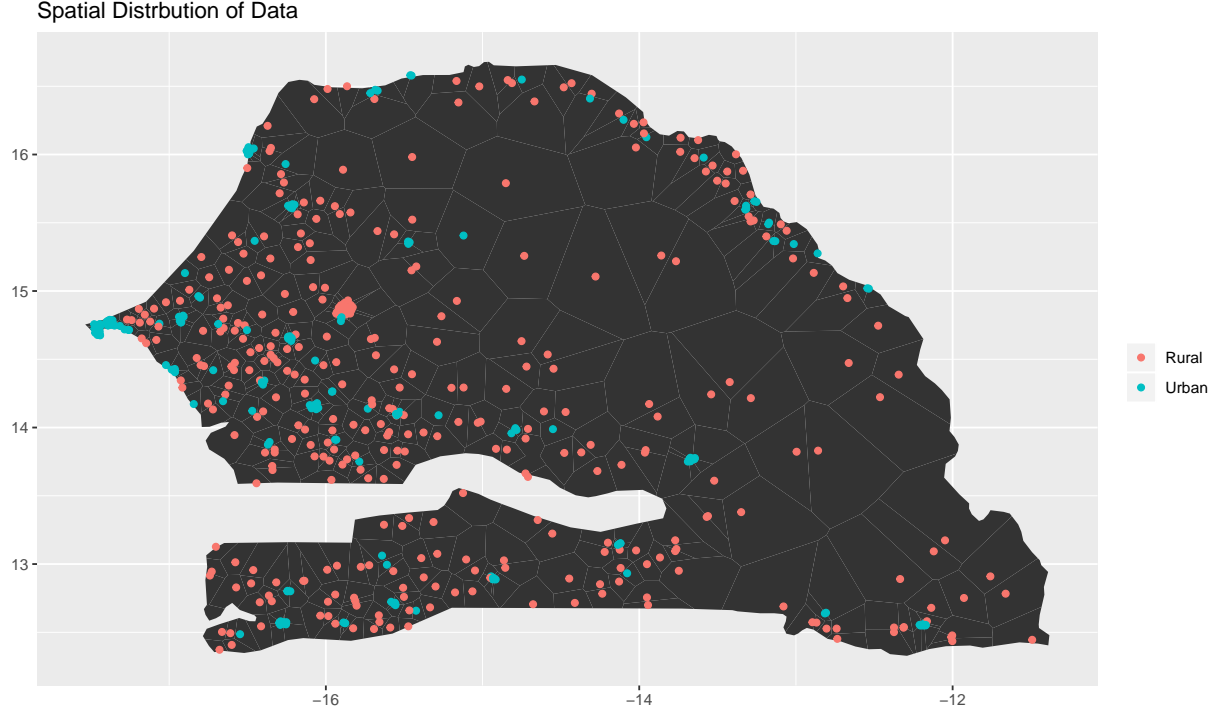 Spatial Distrbution of Data
16
15
14
13
−16
−14
−12
Rural
Urban